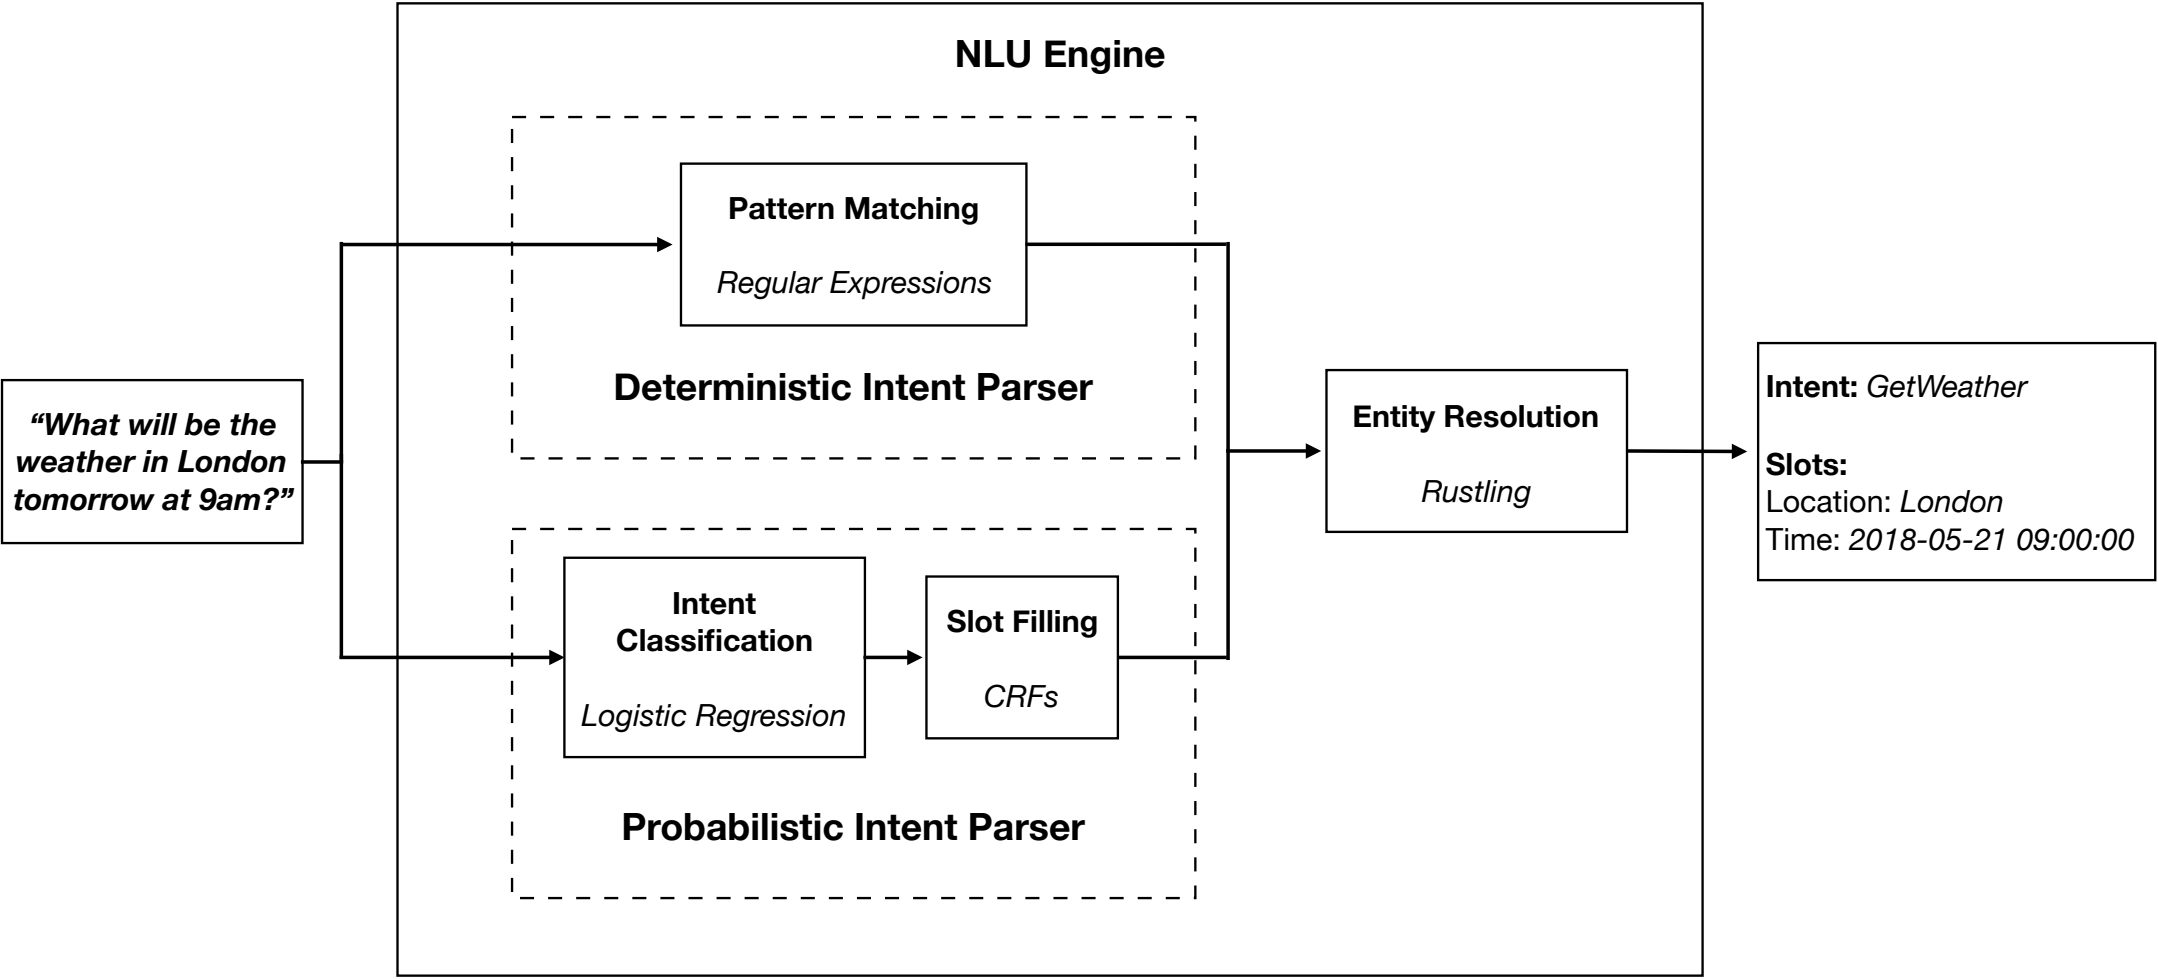 NLU Engine
“What will be the
weather in London
tomorrow at 9am?”
Pattern Matching
Regular Expressions
Deterministic Intent Parser
Intent
Classification
Logistic Regression
Slot Filling
CRFs
Probabilistic Intent Parser
Entity Resolution
Rustling
Intent: GetWeather
Slots:
Location: London
Time: 2018-05-21 09:00:00